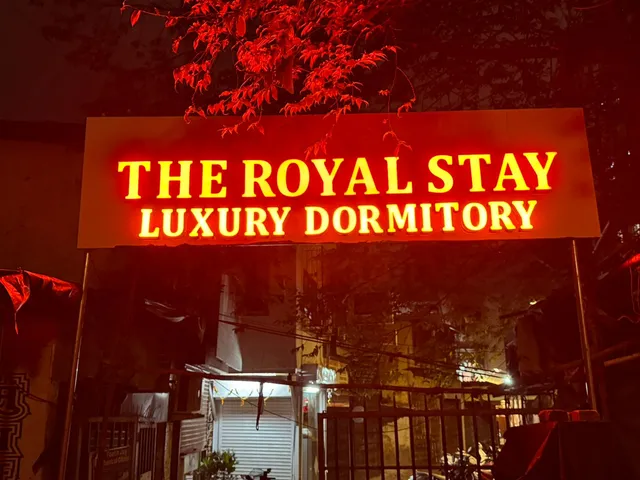 THE ROYAL STAY
LUXURY DORMITORY